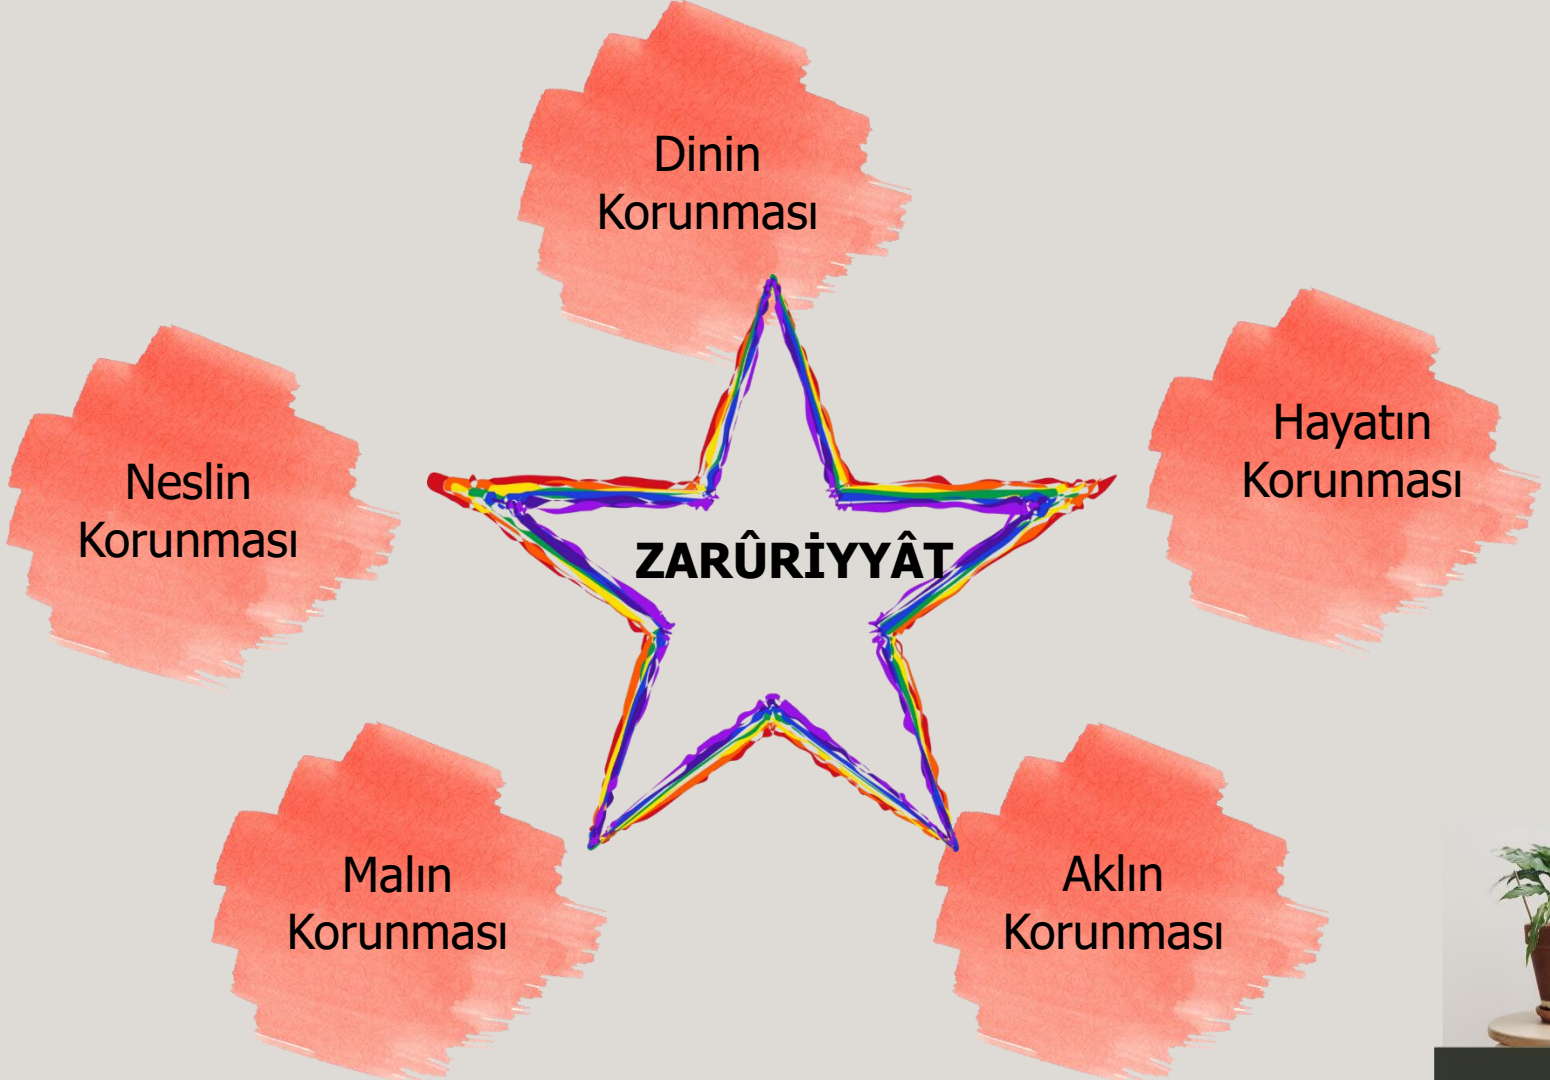 Dinin
Korunması
Hayatın
Korunması
Neslin
Korunması
ZARÛRİYYÂT
Malın
Korunması
Aklın
Korunması